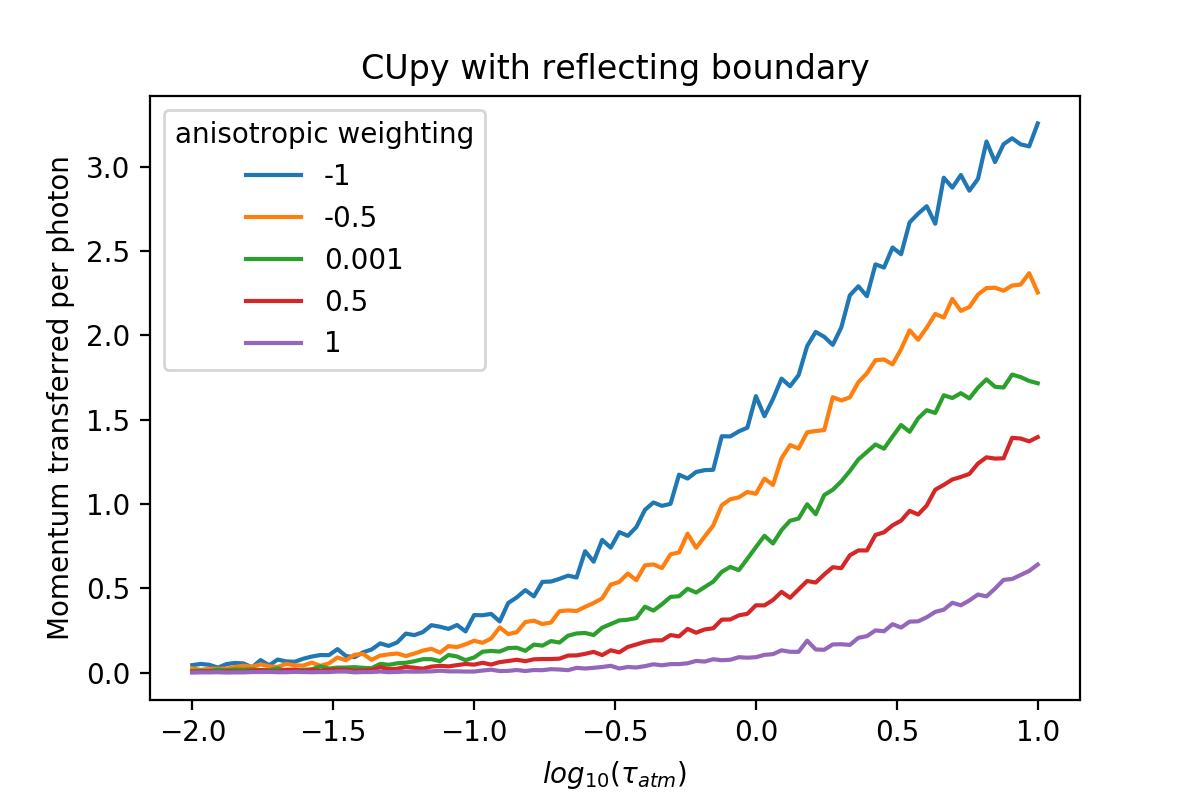 CUpy with reflecting boundary
anisotropic weighting
-1
-0.5
0.001
0.5
1
Momentum transferred per photon
3.0
2.5
2.0
1.5
1.0
0.5
0.0
−2.0 −1.5 −1.0 −0.5 0.0 0.5 1.0
log₁₀(τₐₜₘ)